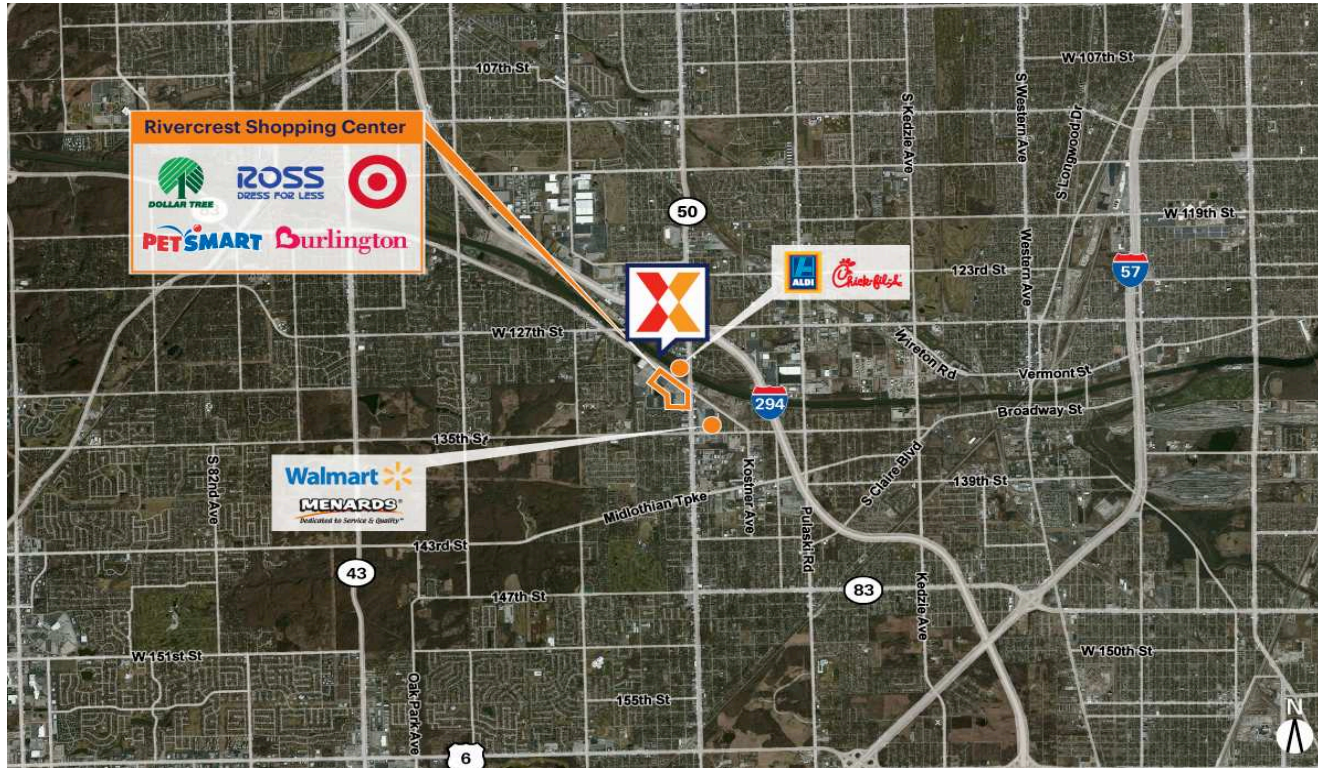 107th St
W 107th St
Rivercrest Shopping Center
DOLLAR TREE
ROSS
DRESS FOR LESS
PETSMART
Burlington
83
S Kedzie Ave
S Western Ave
S Longwood Dr
50
W 119th St
ALDI
Chick-fil-A
123rd St
Western Ave
57
W 127th St
W Ireton Rd
Vermont St
294
Broadway St
135th St
Walmart
MENARDS®
Dedicated to Service & Quality™
S 82nd Ave
Kostner Ave
S Claire Blvd
139th St
Midlothian Tpke
Pulaski Rd
143rd St
43
147th St
83
Kedzie Ave
W 151st St
W 150th St
Oak Park Ave
155th St
N
6